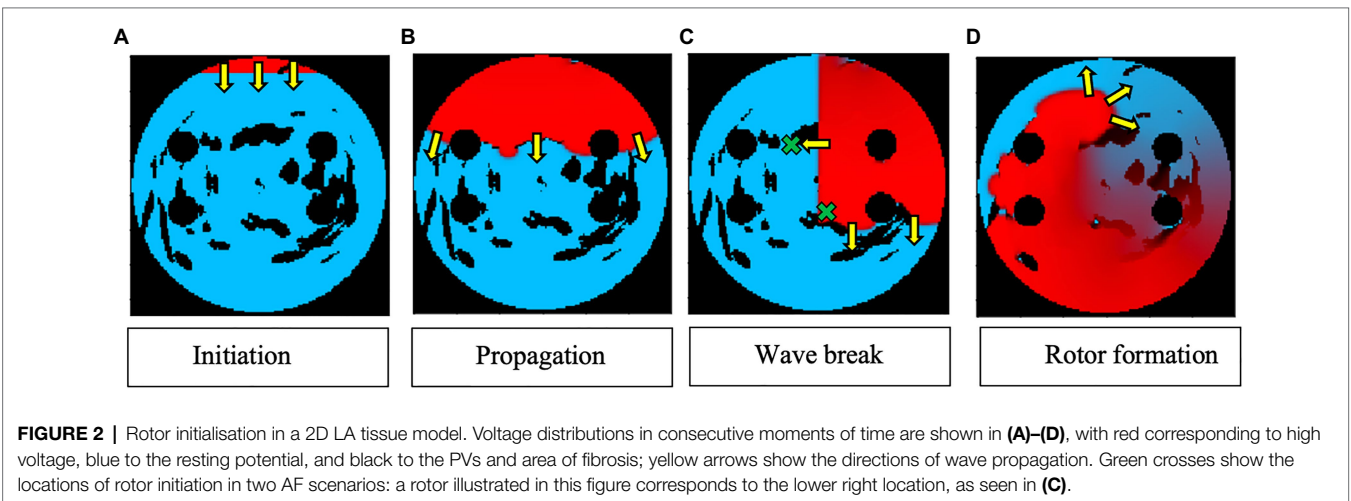 A
B
C
D
Initiation
Propagation
Wave break
Rotor formation
FIGURE 2 | Rotor initialisation in a 2D LA tissue model. Voltage distributions in consecutive moments of time are shown in (A)–(D), with red corresponding to high
voltage, blue to the resting potential, and black to the PVs and area of fibrosis; yellow arrows show the directions of wave propagation. Green crosses show the
locations of rotor initiation in two AF scenarios: a rotor illustrated in this figure corresponds to the lower right location, as seen in (C).